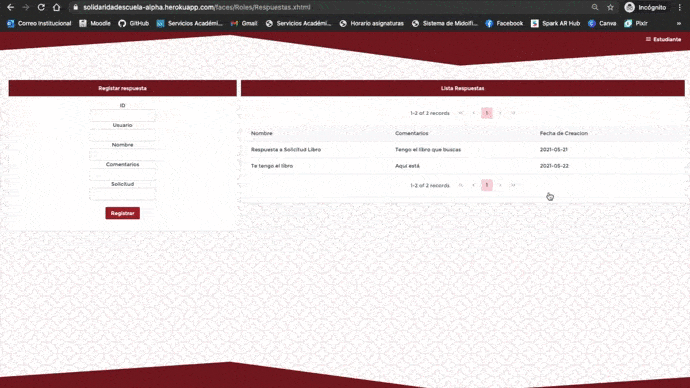 solidaridadescuela-alpha.herokuapp.com/faces/Roles/Respuestas.xhtml
Incógnito
Correo Institucional Moodle GitHub Servicios Académi... Gmail Servicios Académi... Horario asignaturas Sistema de Midolfi... Facebook Spark AR Hub Canva Pixlr »
Estudiante
Registar respuesta
ID
Usuario
Nombre
Comentarios
Solicitud
Registrar
Lista Respuestas
1-2 of 2 records 1
Nombre Comentarios Fecha de Creacion
Respuesta a Solicitud Libro Tengo el libro que buscas 2021-05-21
Te tengo el libro Aquí está 2021-05-22
1-2 of 2 records 1